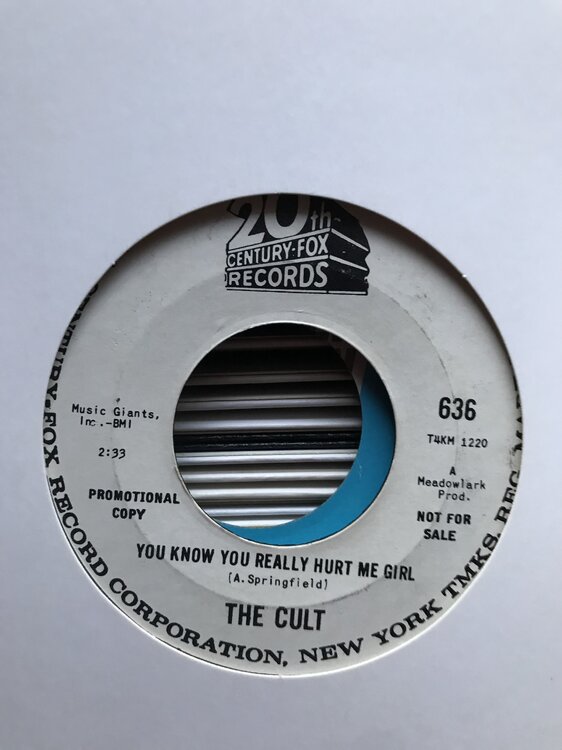 20th
CENTURY-FOX
RECORDS
Music Giants,
Inc.-BMI
2:33
PROMOTIONAL
COPY
636
T4KM 1220
A
Meadowlark
Prod.
NOT FOR
SALE
YOU KNOW YOU REALLY HURT ME GIRL
(A.Springfield)
THE CULT
CENTURY-FOX RECORD CORPORATION, NEW YORK TMKS. REG.